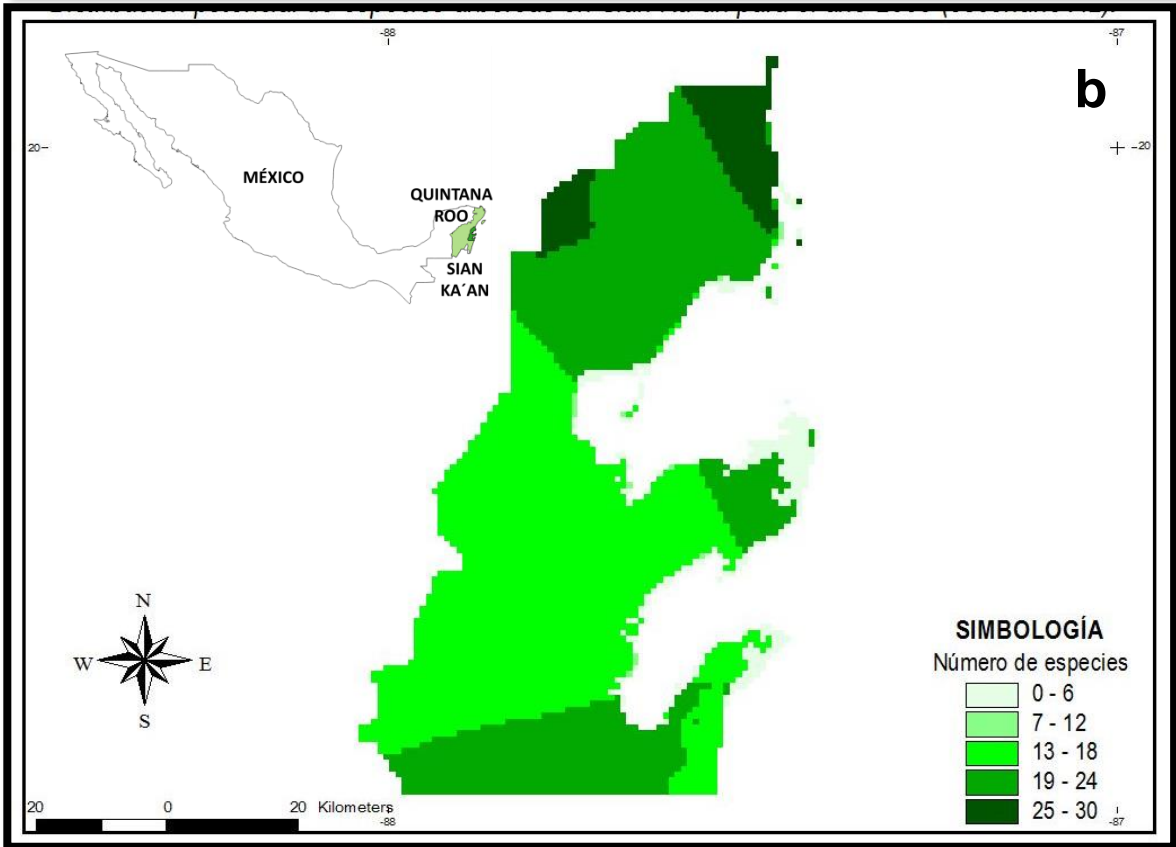 -88
-87
b
20
20
MÉXICO
QUINTANA
ROO
SIAN
KA´AN
N
W
E
S
SIMBOLOGÍA
Número de especies
0 - 6
7 - 12
13 - 18
19 - 24
25 - 30
20 0 20 Kilometers
-88
-87